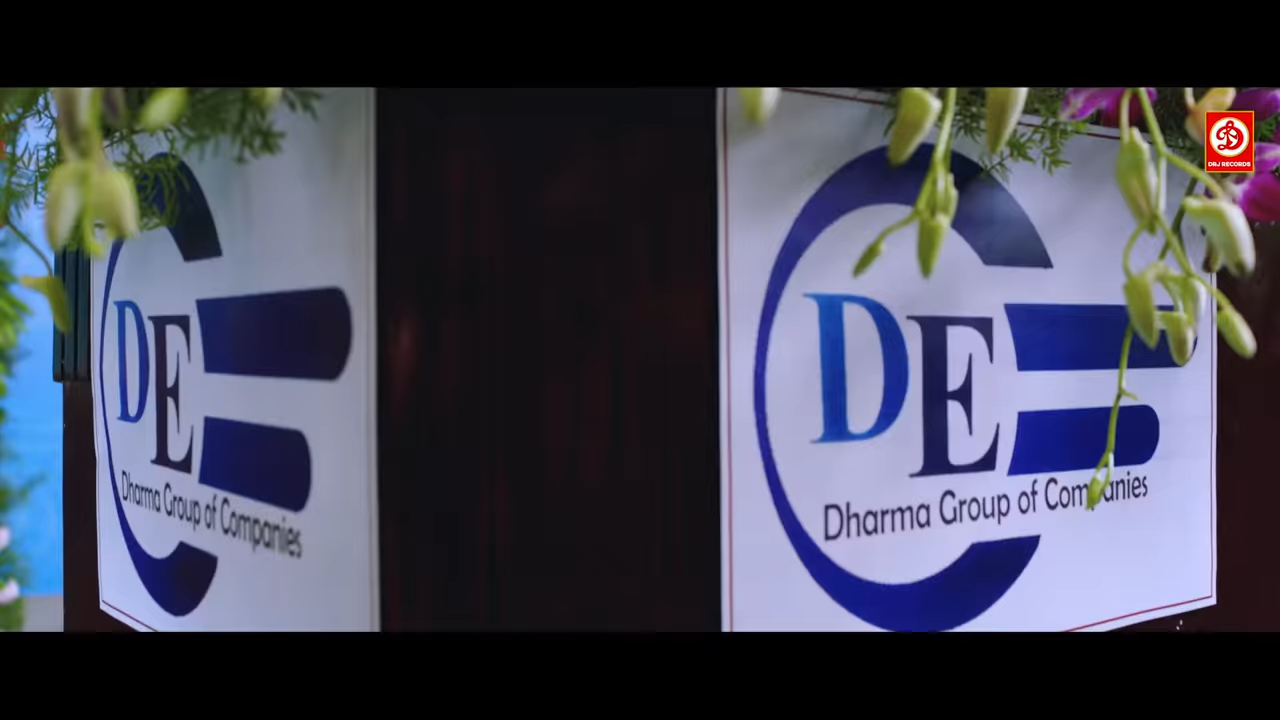 DE
Dharma Group of Companies
DE
Dharma Group of Companies
DRJ RECORDS